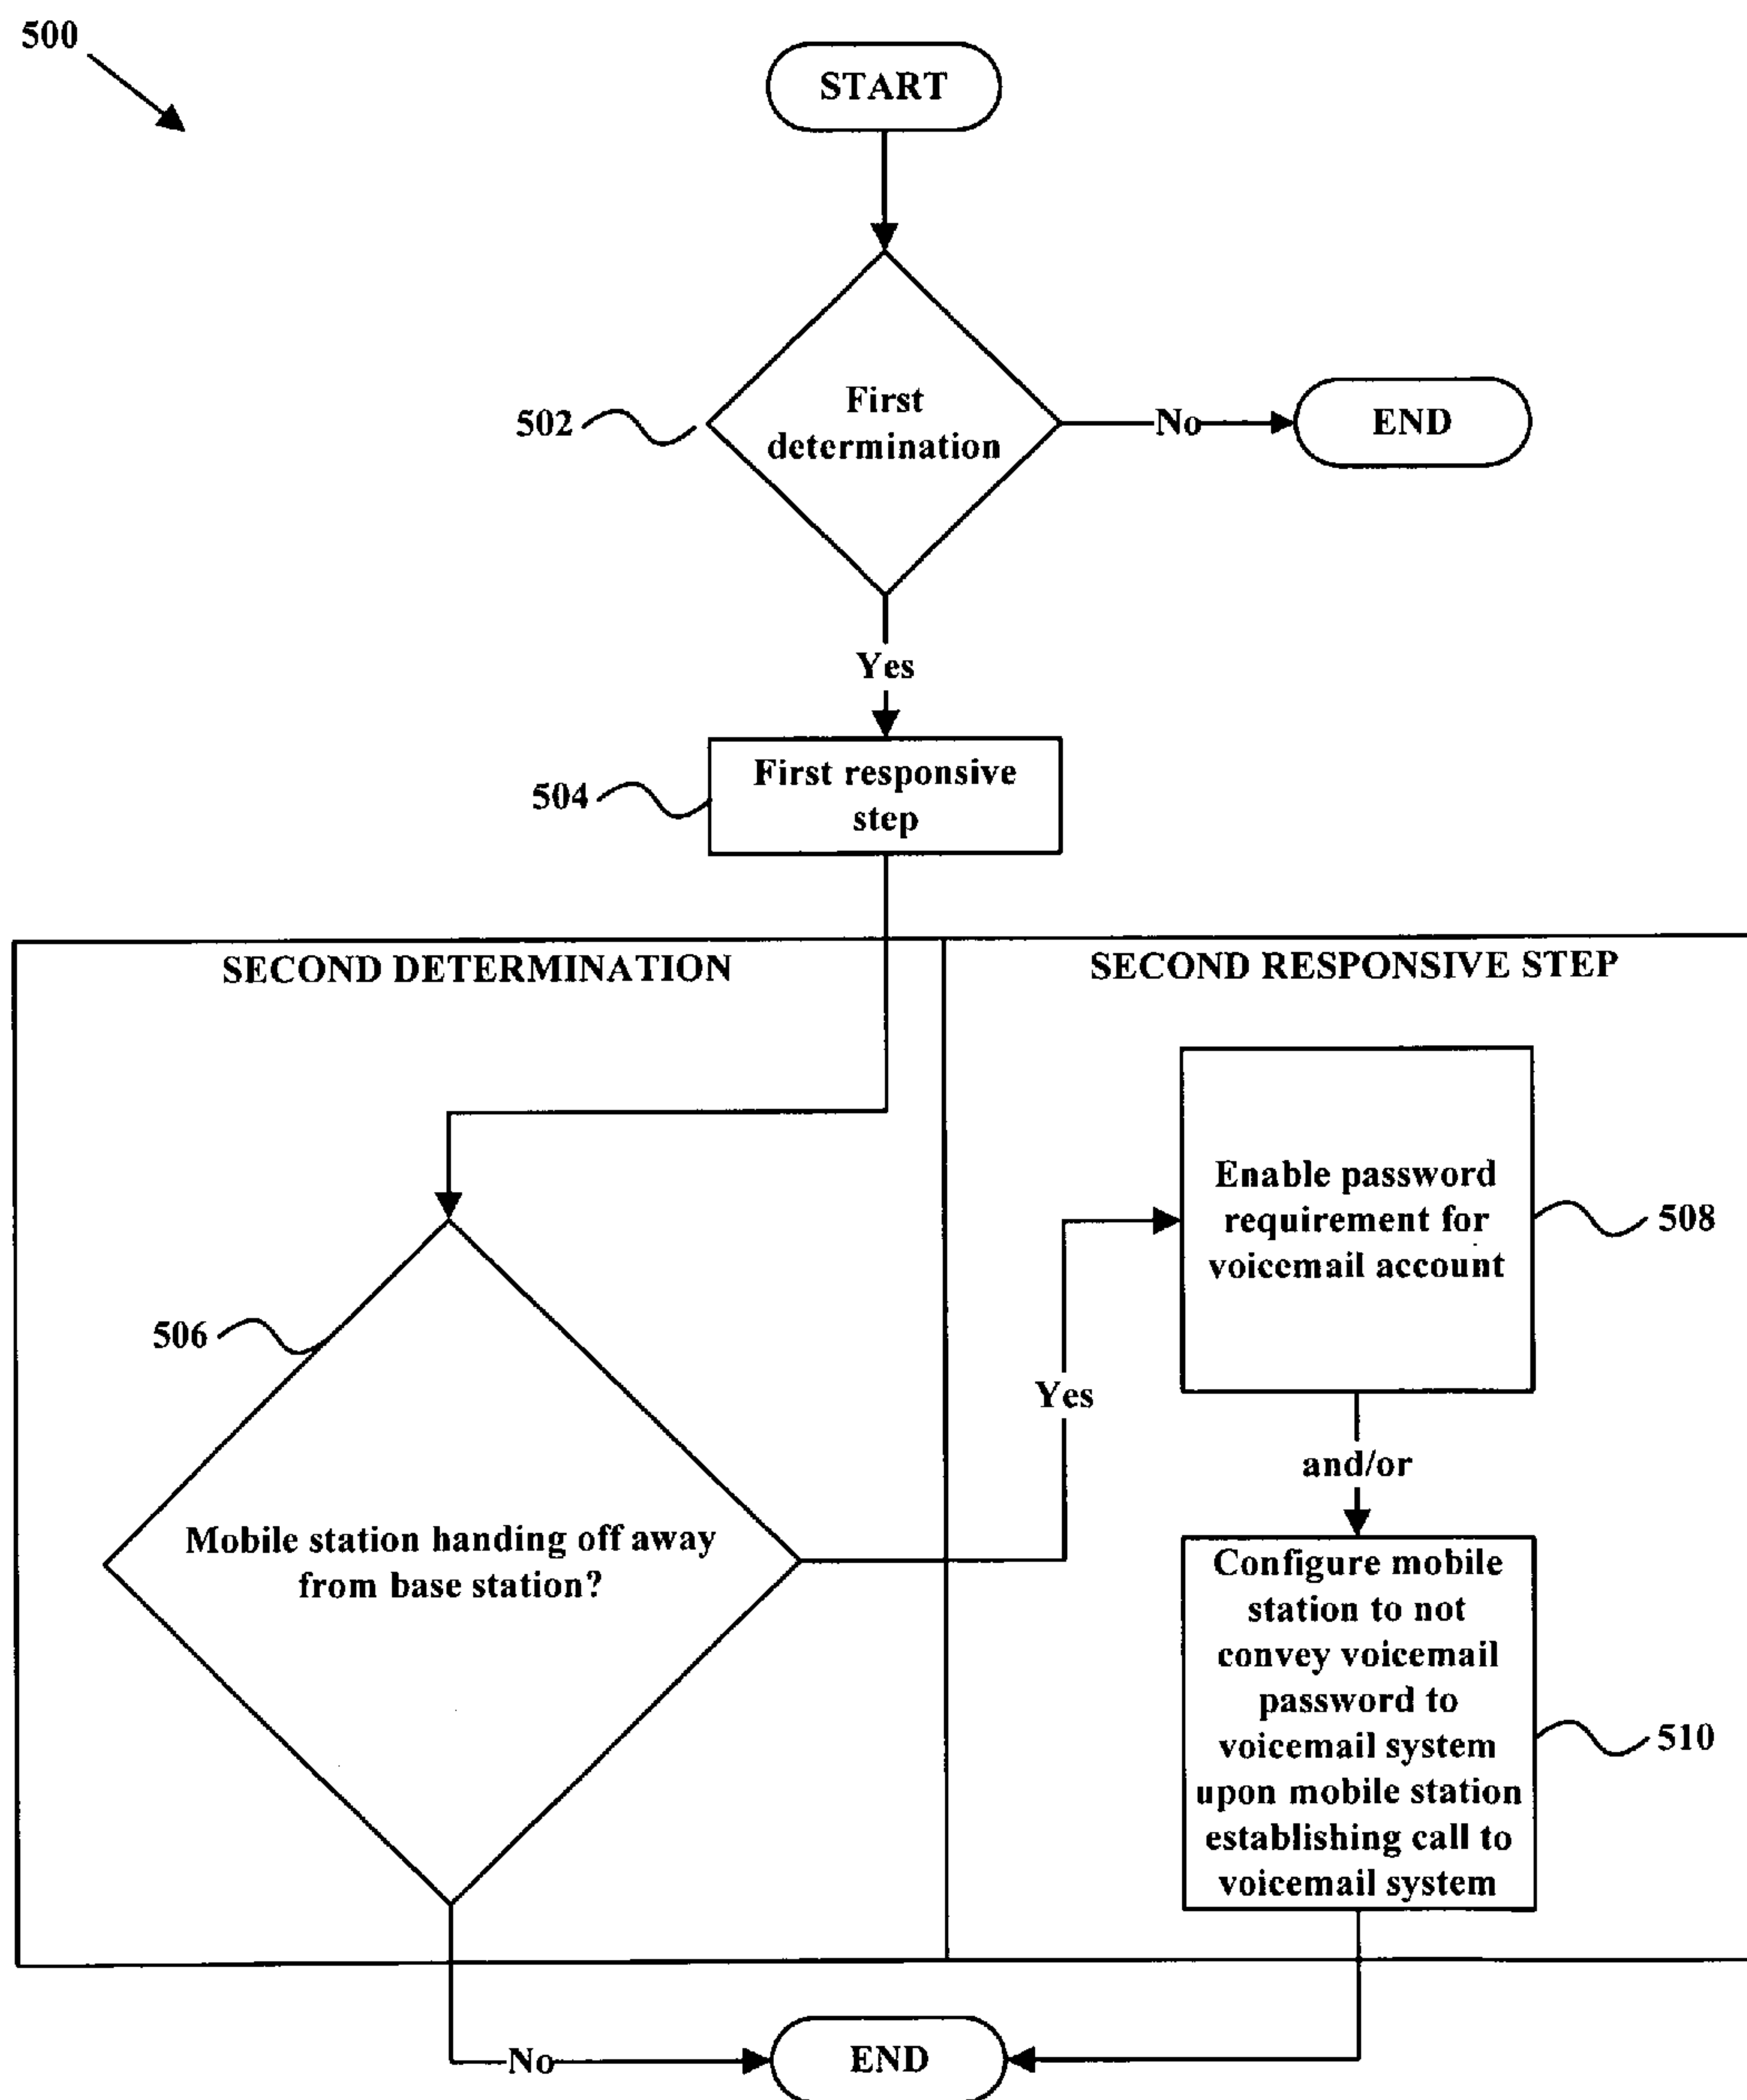 500
START
First
determination
502
No
END
Yes
First responsive
step
504
SECOND DETERMINATION
SECOND RESPONSIVE STEP
Enable password
requirement for
voicemail account
508
506
Yes
and/or
Mobile station handing off away
from base station?
Configure mobile
station to not
convey voicemail
password to
voicemail system
upon mobile station
establishing call to
voicemail system
510
No
END